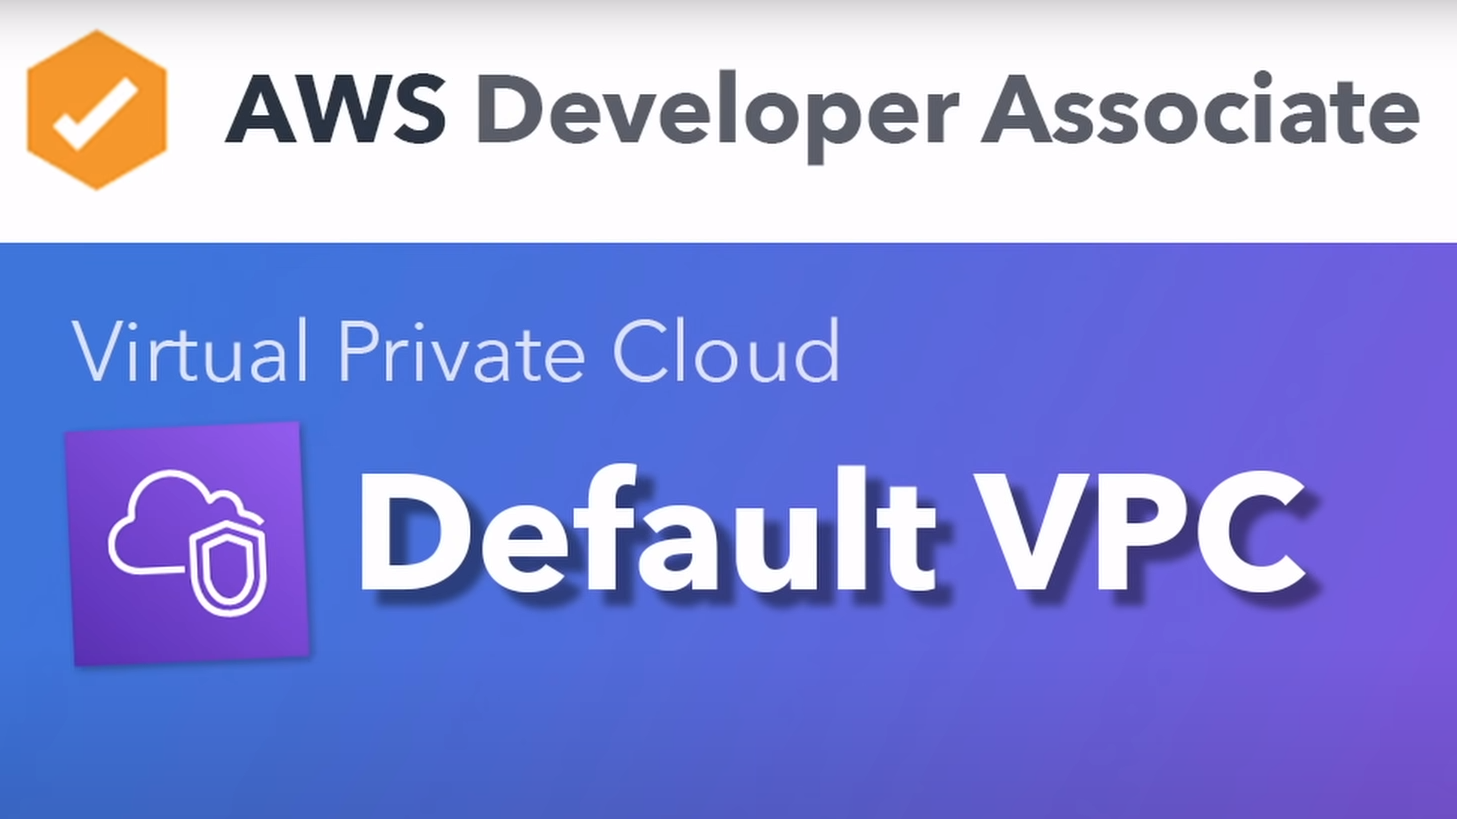 AWS Developer Associate
Virtual Private Cloud
Default VPC